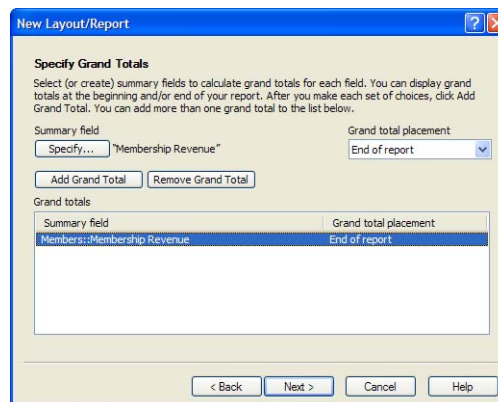 New Layout/Report
Specify Grand Totals
Select (or create) summary fields to calculate grand totals for each field. You can display grand
totals at the beginning and/or end of your report. After you make each set of choices, click Add
Grand Total. You can add more than one grand total to the list below.
Summary field
Grand total placement
Specify... "Membership Revenue"
End of report
Add Grand Total Remove Grand Total
Grand totals
Summary field Grand total placement
Members::Membership Revenue End of report
< Back Next > Cancel Help